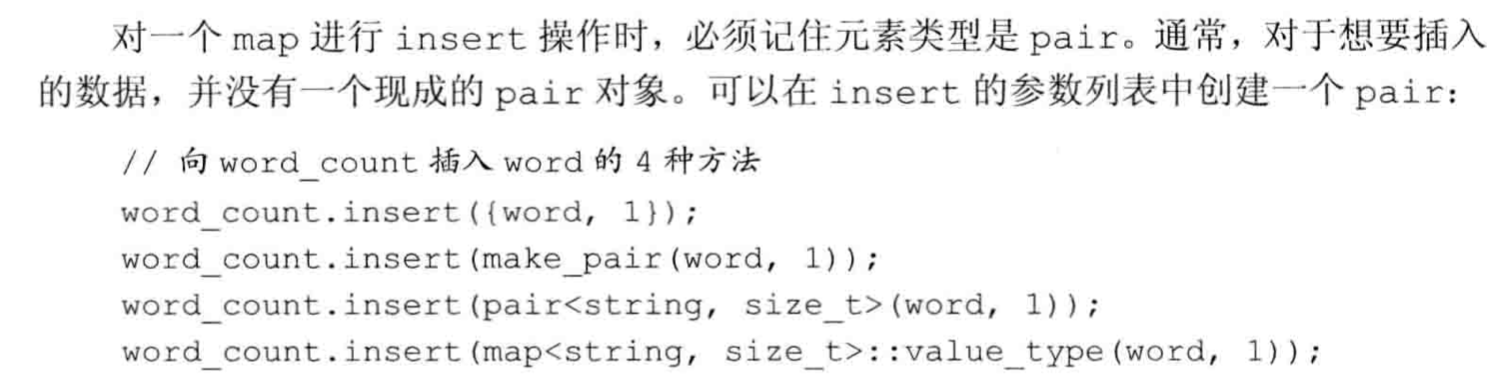 对一个 map 进行 insert 操作时，必须记住元素类型是 pair。通常，对于想要插入
的数据，并没有一个现成的 pair 对象。可以在 insert 的参数列表中创建一个 pair：
// 向 word_count 插入 word 的 4 种方法
word_count.insert({word, 1});
word_count.insert(make_pair(word, 1));
word_count.insert(pair<string, size_t>(word, 1));
word_count.insert(map<string, size_t>::value_type(word, 1));